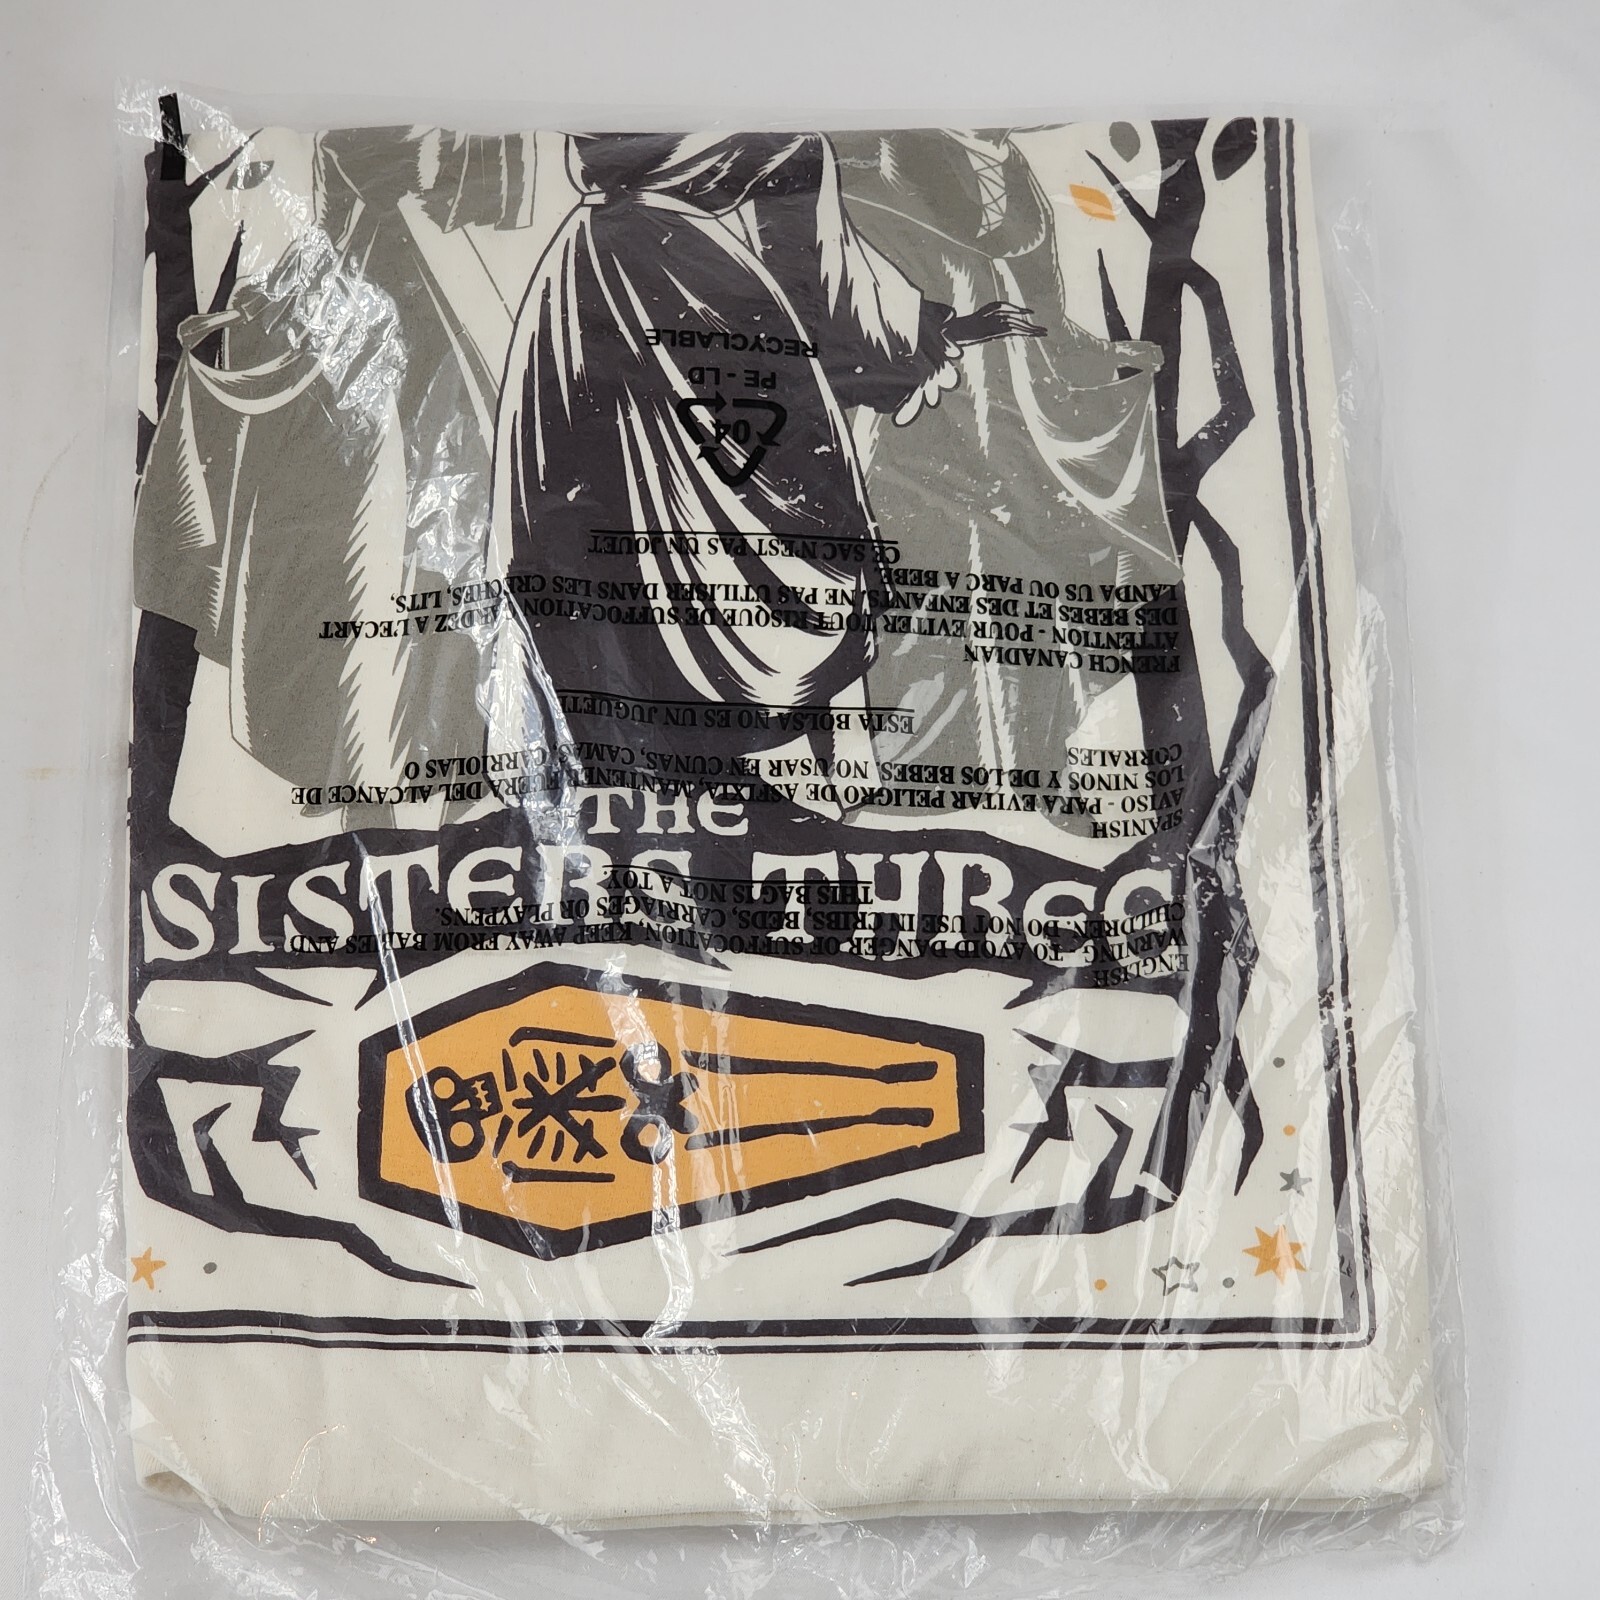 THE
SISTERS THREE
ENGLISH
WARNING - TO AVOID DANGER OF SUFFOCATION, KEEP AWAY FROM BABIES AND
CHILDREN. DO NOT USE IN CRIBS, BEDS, CARRIAGES OR PLAYPENS.
THIS BAG IS NOT A TOY.
SPANISH
AVISO - PARA EVITAR PELIGRO DE ASFIXIA, MANTENER FUERA DEL ALCANCE DE
LOS NINOS Y DE LOS BEBES. NO USAR EN CUNAS, CAMAS, CARRIOLAS O
CORRALES
ESTA BOLSA NO ES UN JUGUETE
FRENCH CANADIAN
ATTENTION - POUR EVITER TOUT RISQUE DE SUFFOCATION GARDEZ A L'ECART
DES BEBES ET DES ENFANTS. NE PAS UTILISER DANS LES CRECHES, LITS,
LANDA US OU PARC A BEBE.
CE SAC N'EST PAS UN JOUET
04
PE - LD
RECYCLABLE